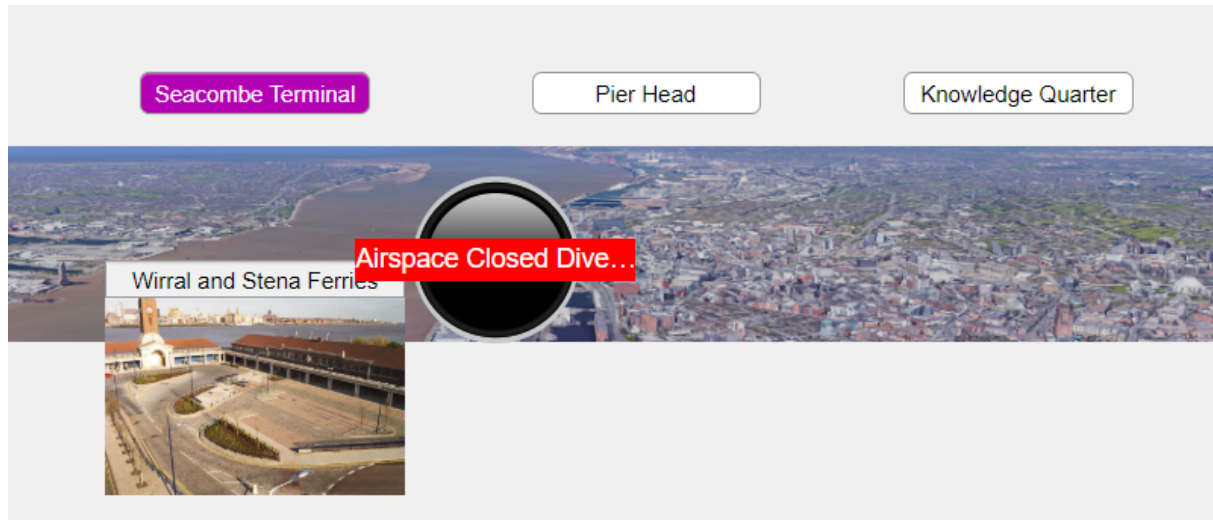 Seacombe Terminal
Pier Head
Knowledge Quarter
Airspace Closed Dive…
Wirral and Stena Ferries